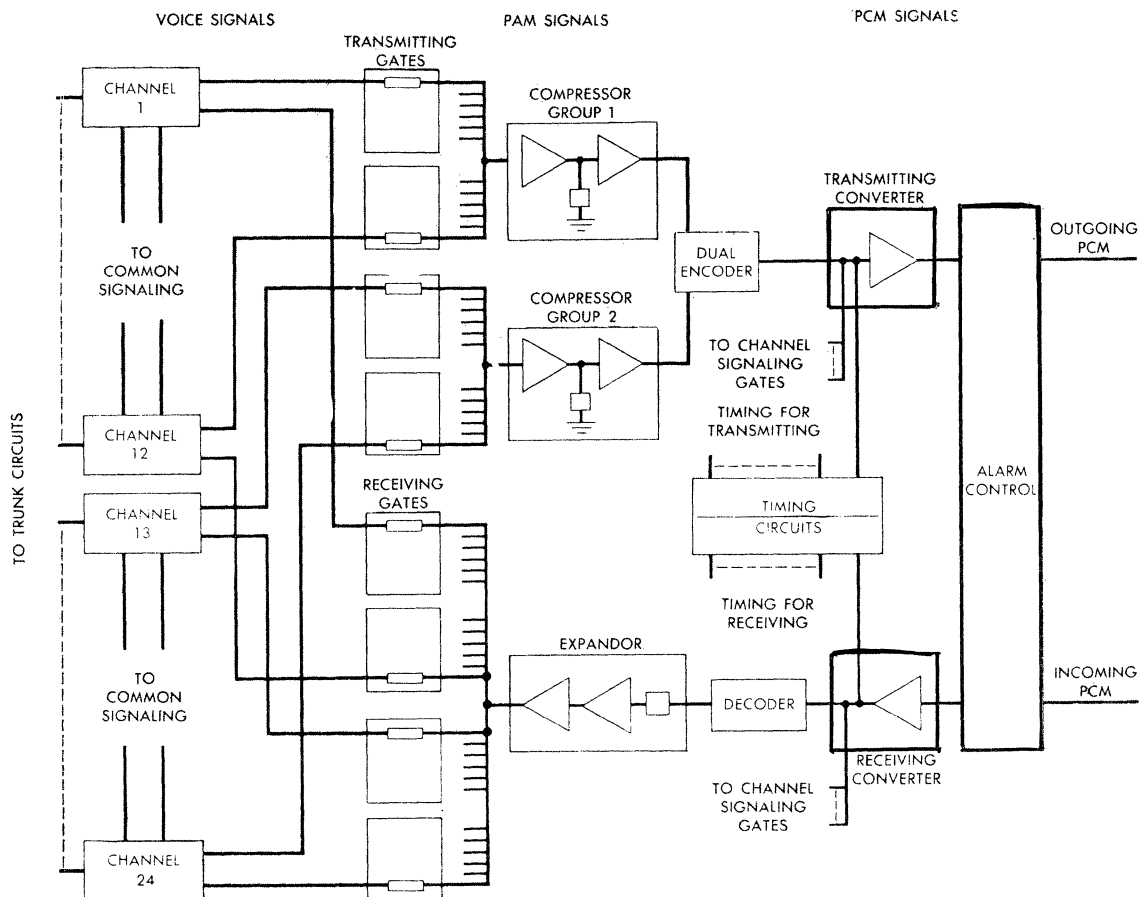 VOICE SIGNALS
PAM SIGNALS
PCM SIGNALS
TRANSMITTING
GATES
CHANNEL
1
COMPRESSOR
GROUP 1
TRANSMITTING
CONVERTER
OUTGOING
PCM
TO
COMMON
SIGNALING
DUAL
ENCODER
COMPRESSOR
GROUP 2
TO CHANNEL
SIGNALING
GATES
TIMING FOR
TRANSMITTING
CHANNEL
12
TO TRUNK CIRCUITS
RECEIVING
GATES
ALARM
CONTROL
CHANNEL
13
TIMING
CIRCUITS
TIMING FOR
RECEIVING
EXPANDOR
TO
COMMON
SIGNALING
DECODER
INCOMING
PCM
RECEIVING
CONVERTER
TO CHANNEL
SIGNALING
GATES
CHANNEL
24